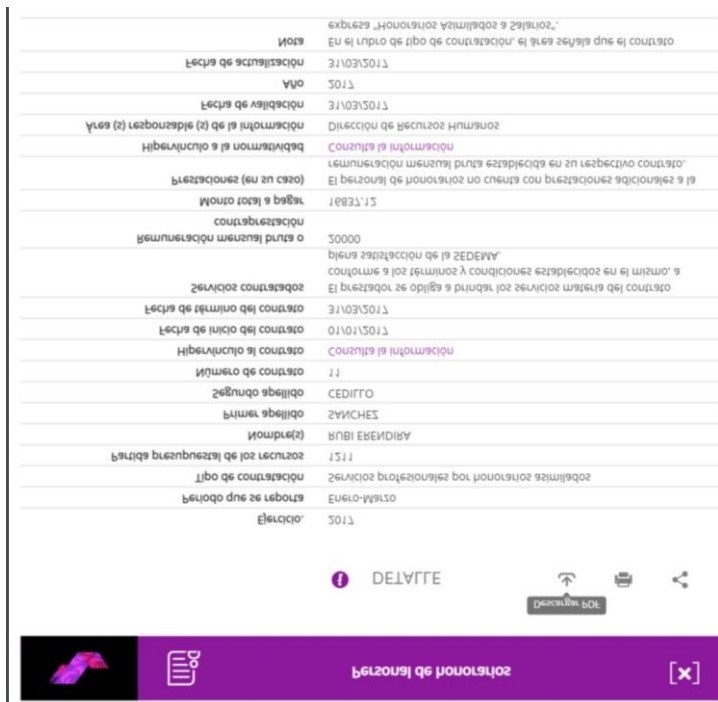 Personal de honorarios
[x]
Descargar PDF
DETALLE
Ejercicio. 2017
Periodo que se reporta Enero-Marzo
Tipo de contratación Servicios profesionales por honorarios asimilados
Partida presupuestal de los recursos 1211
Nombre(s) RUBI ERENDIRA
Primer apellido SANCHEZ
Segundo apellido CEDILLO
Número de contrato 11
Hipervínculo al contrato Consulta la información
Fecha de inicio del contrato 01/01/2017
Fecha de término del contrato 31/03/2017
Servicios contratados El prestador se obliga a brindar los servicios materia del contrato
conforme a los términos y condiciones establecidos en el mismo, a
plena satisfacción de la SEDEMA.
Remuneración mensual bruta o 20000
contraprestación
Monto total a pagar 16837.12
Prestaciones (en su caso) El personal de honorarios no cuenta con prestaciones adicionales a la
remuneración mensual bruta establecida en su respectivo contrato.
Hipervínculo a la normatividad Consulta la información
Área (s) responsable (s) de la información Dirección de Recursos Humanos
Fecha de validación 31/03/2017
Año 2017
Fecha de actualización 31/03/2017
Nota En el rubro de tipo de contratación, el área señala que el contrato
expresa "Honorarios Asimilados a Salarios".